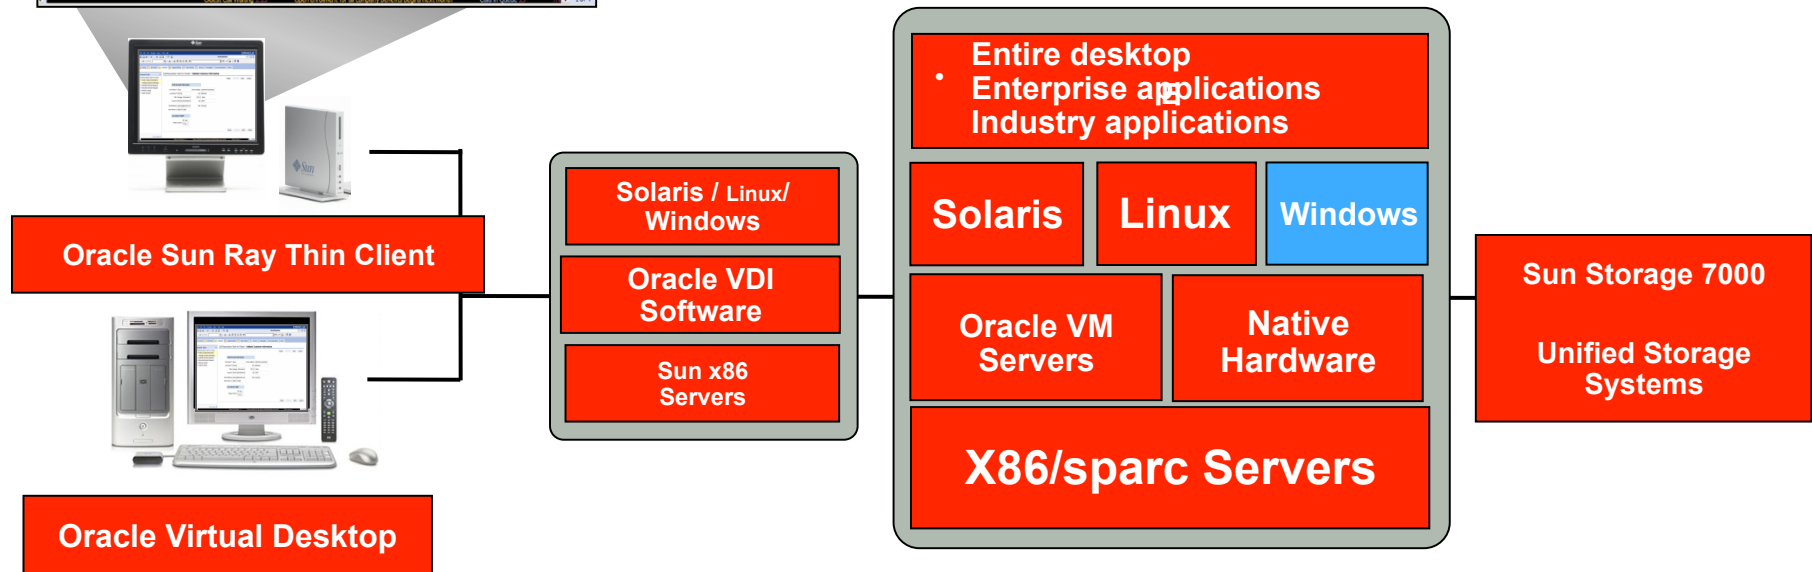 Entire desktop
• Enterprise applications
E
Industry applications
Sun
Solaris / Linux/
Windows
Solaris
Linux
Windows
Oracle Sun Ray Thin Client
Oracle VDI
Software
Sun Storage 7000
Unified Storage
Systems
Oracle VM
Servers
Native
Hardware
Sun x86
Servers
X86/sparc Servers
Oracle Virtual Desktop